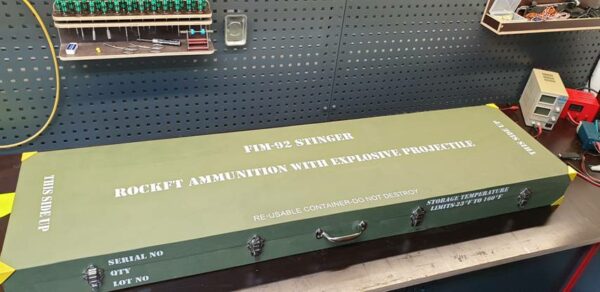 FIM-92 STINGER
ROCKFT AMMUNITION WITH EXPLOSIVE PROJECTILE
THIS SIDE UP
THIS SIDE UP
RE-USABLE CONTAINER-DO NOT DESTROY
SERIAL NO
QTY
LOT NO
STORAGE TEMPERATURE
LIMITS-25°F TO 160°F